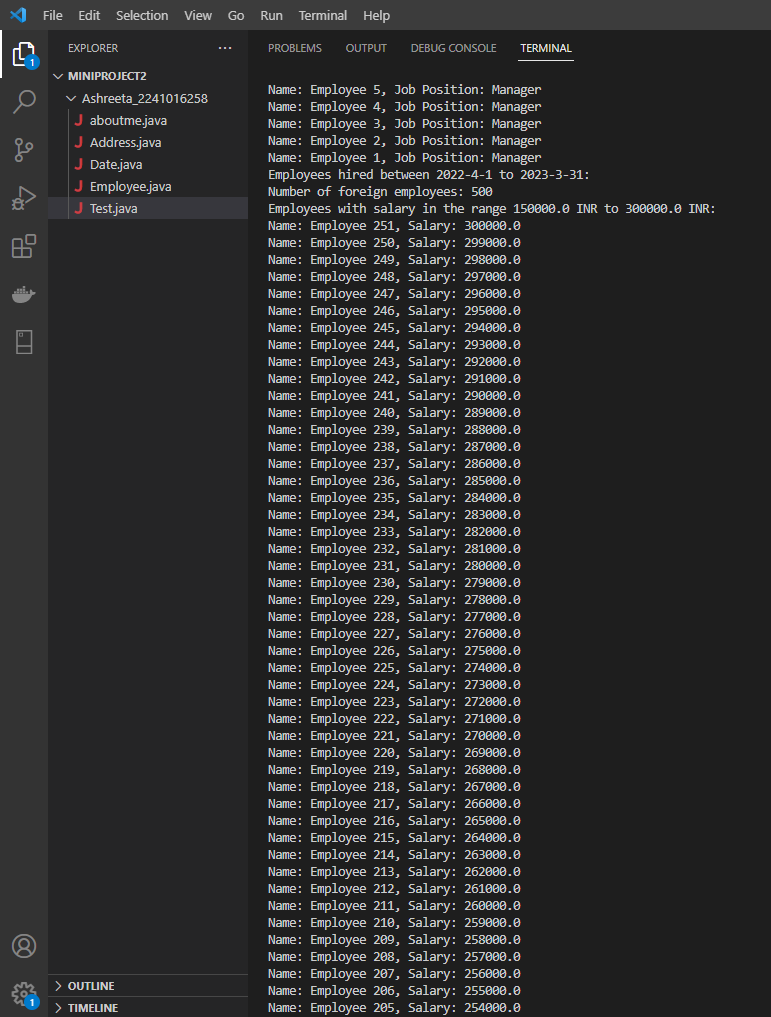 File Edit Selection View Go Run Terminal Help
EXPLORER ···
1
MINIPROJECT2
Ashreeta_2241016258
J aboutme.java
J Address.java
J Date.java
J Employee.java
J Test.java
OUTLINE
TIMELINE
1
PROBLEMS OUTPUT DEBUG CONSOLE TERMINAL
Name: Employee 5, Job Position: Manager
Name: Employee 4, Job Position: Manager
Name: Employee 3, Job Position: Manager
Name: Employee 2, Job Position: Manager
Name: Employee 1, Job Position: Manager
Employees hired between 2022-4-1 to 2023-3-31:
Number of foreign employees: 500
Employees with salary in the range 150000.0 INR to 300000.0 INR:
Name: Employee 251, Salary: 300000.0
Name: Employee 250, Salary: 299000.0
Name: Employee 249, Salary: 298000.0
Name: Employee 248, Salary: 297000.0
Name: Employee 247, Salary: 296000.0
Name: Employee 246, Salary: 295000.0
Name: Employee 245, Salary: 294000.0
Name: Employee 244, Salary: 293000.0
Name: Employee 243, Salary: 292000.0
Name: Employee 242, Salary: 291000.0
Name: Employee 241, Salary: 290000.0
Name: Employee 240, Salary: 289000.0
Name: Employee 239, Salary: 288000.0
Name: Employee 238, Salary: 287000.0
Name: Employee 237, Salary: 286000.0
Name: Employee 236, Salary: 285000.0
Name: Employee 235, Salary: 284000.0
Name: Employee 234, Salary: 283000.0
Name: Employee 233, Salary: 282000.0
Name: Employee 232, Salary: 281000.0
Name: Employee 231, Salary: 280000.0
Name: Employee 230, Salary: 279000.0
Name: Employee 229, Salary: 278000.0
Name: Employee 228, Salary: 277000.0
Name: Employee 227, Salary: 276000.0
Name: Employee 226, Salary: 275000.0
Name: Employee 225, Salary: 274000.0
Name: Employee 224, Salary: 273000.0
Name: Employee 223, Salary: 272000.0
Name: Employee 222, Salary: 271000.0
Name: Employee 221, Salary: 270000.0
Name: Employee 220, Salary: 269000.0
Name: Employee 219, Salary: 268000.0
Name: Employee 218, Salary: 267000.0
Name: Employee 217, Salary: 266000.0
Name: Employee 216, Salary: 265000.0
Name: Employee 215, Salary: 264000.0
Name: Employee 214, Salary: 263000.0
Name: Employee 213, Salary: 262000.0
Name: Employee 212, Salary: 261000.0
Name: Employee 211, Salary: 260000.0
Name: Employee 210, Salary: 259000.0
Name: Employee 209, Salary: 258000.0
Name: Employee 208, Salary: 257000.0
Name: Employee 207, Salary: 256000.0
Name: Employee 206, Salary: 255000.0
Name: Employee 205, Salary: 254000.0